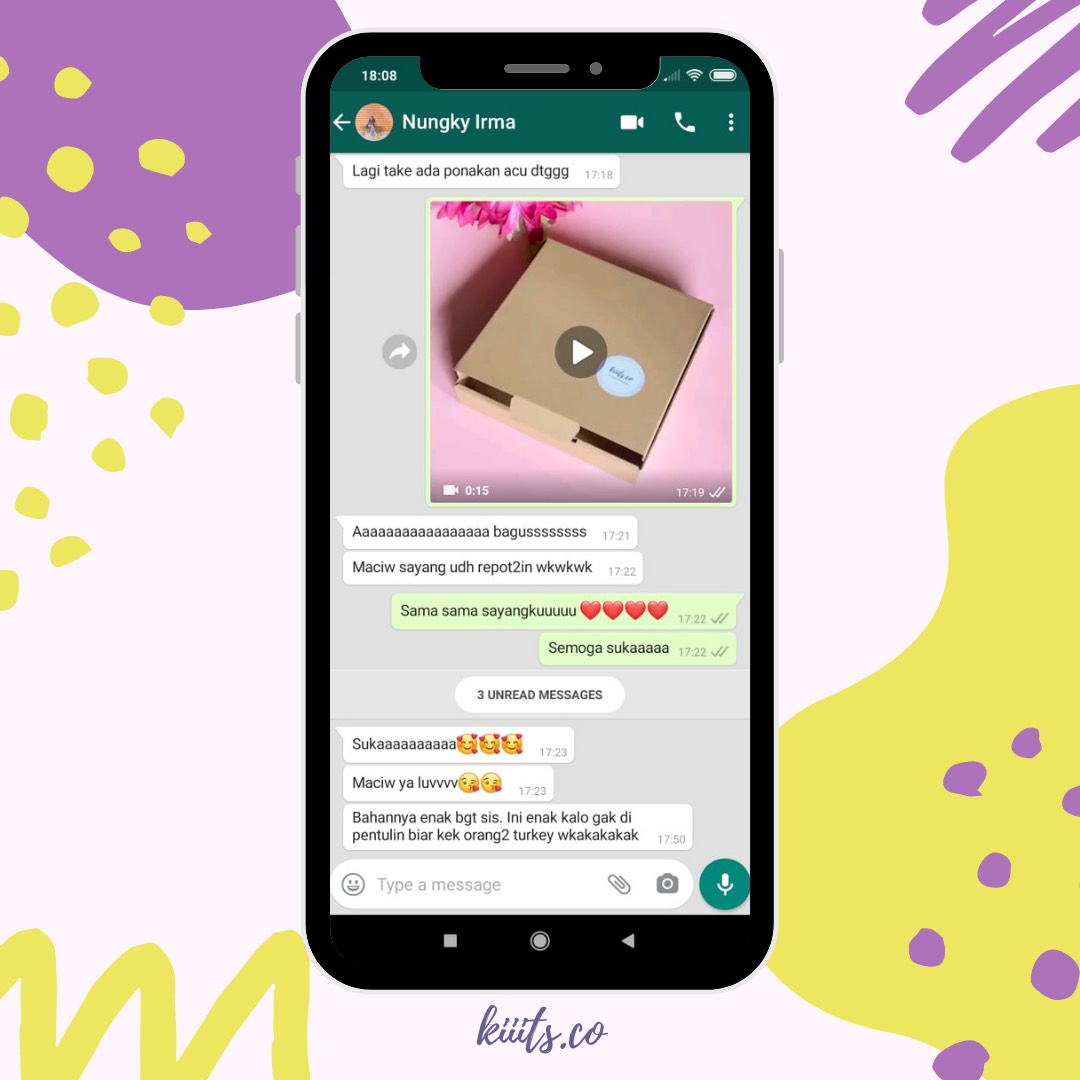 18:08
Nungky Irma
Lagi take ada ponakan acu dtggg 17:18
kiiits.co
0:15 17:19
Aaaaaaaaaaaaaaaaa bagussssssss 17:21
Maciw sayang udh repot2in wkwkwk 17:22
Sama sama sayangkuuuuu ❤️❤️❤️❤️ 17:22
Semoga sukaaaaa 17:22
3 UNREAD MESSAGES
Sukaaaaaaaaaa🥰🥰🥰 17:23
Maciw ya luvvvv😘😘 17:23
Bahannya enak bgt sis. Ini enak kalo gak di
pentulin biar kek orang2 turkey wkakakakak 17:50
Type a message
kiiits.co